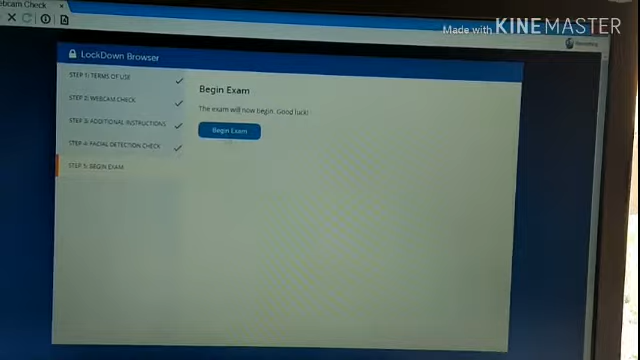 bcam Check
Made with KINEMASTER
LockDown Browser
STEP 1: TERMS OF USE
STEP 2: WEBCAM CHECK
STEP 3: ADDITIONAL INSTRUCTIONS
STEP 4: FACIAL DETECTION CHECK
STEP 5: BEGIN EXAM
Begin Exam
The exam will now begin. Good luck!
Begin Exam